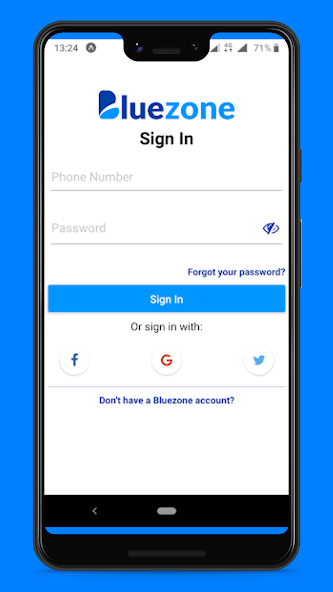 13:24 4G 71%
Bluezone
Sign In
Phone Number
Password
Forgot your password?
Sign In
Or sign in with:
f G
Don't have a Bluezone account?